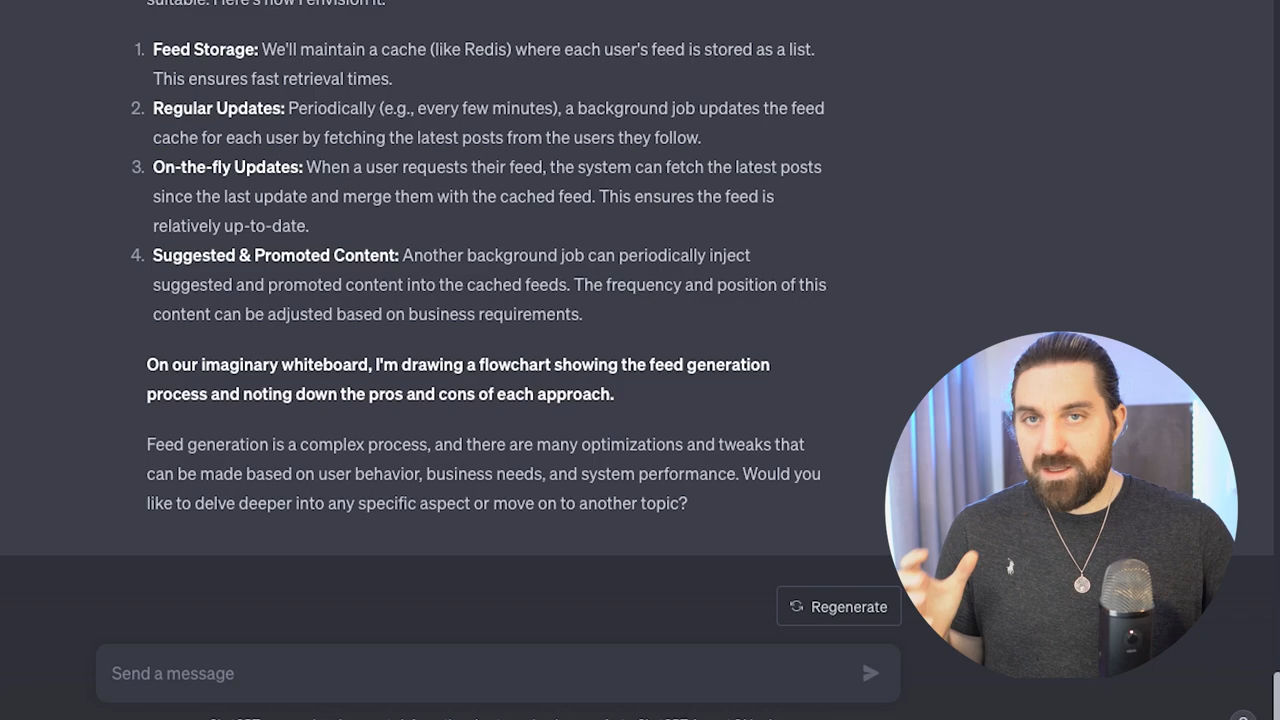 suitable. Here's how I envision it:
1. Feed Storage: We'll maintain a cache (like Redis) where each user's feed is stored as a list.
This ensures fast retrieval times.
2. Regular Updates: Periodically (e.g., every few minutes), a background job updates the feed
cache for each user by fetching the latest posts from the users they follow.
3. On-the-fly Updates: When a user requests their feed, the system can fetch the latest posts
since the last update and merge them with the cached feed. This ensures the feed is
relatively up-to-date.
4. Suggested & Promoted Content: Another background job can periodically inject
suggested and promoted content into the cached feeds. The frequency and position of this
content can be adjusted based on business requirements.
On our imaginary whiteboard, I'm drawing a flowchart showing the feed generation
process and noting down the pros and cons of each approach.
Feed generation is a complex process, and there are many optimizations and tweaks that
can be made based on user behavior, business needs, and system performance. Would you
like to delve deeper into any specific aspect or move on to another topic?
Regenerate
Send a message